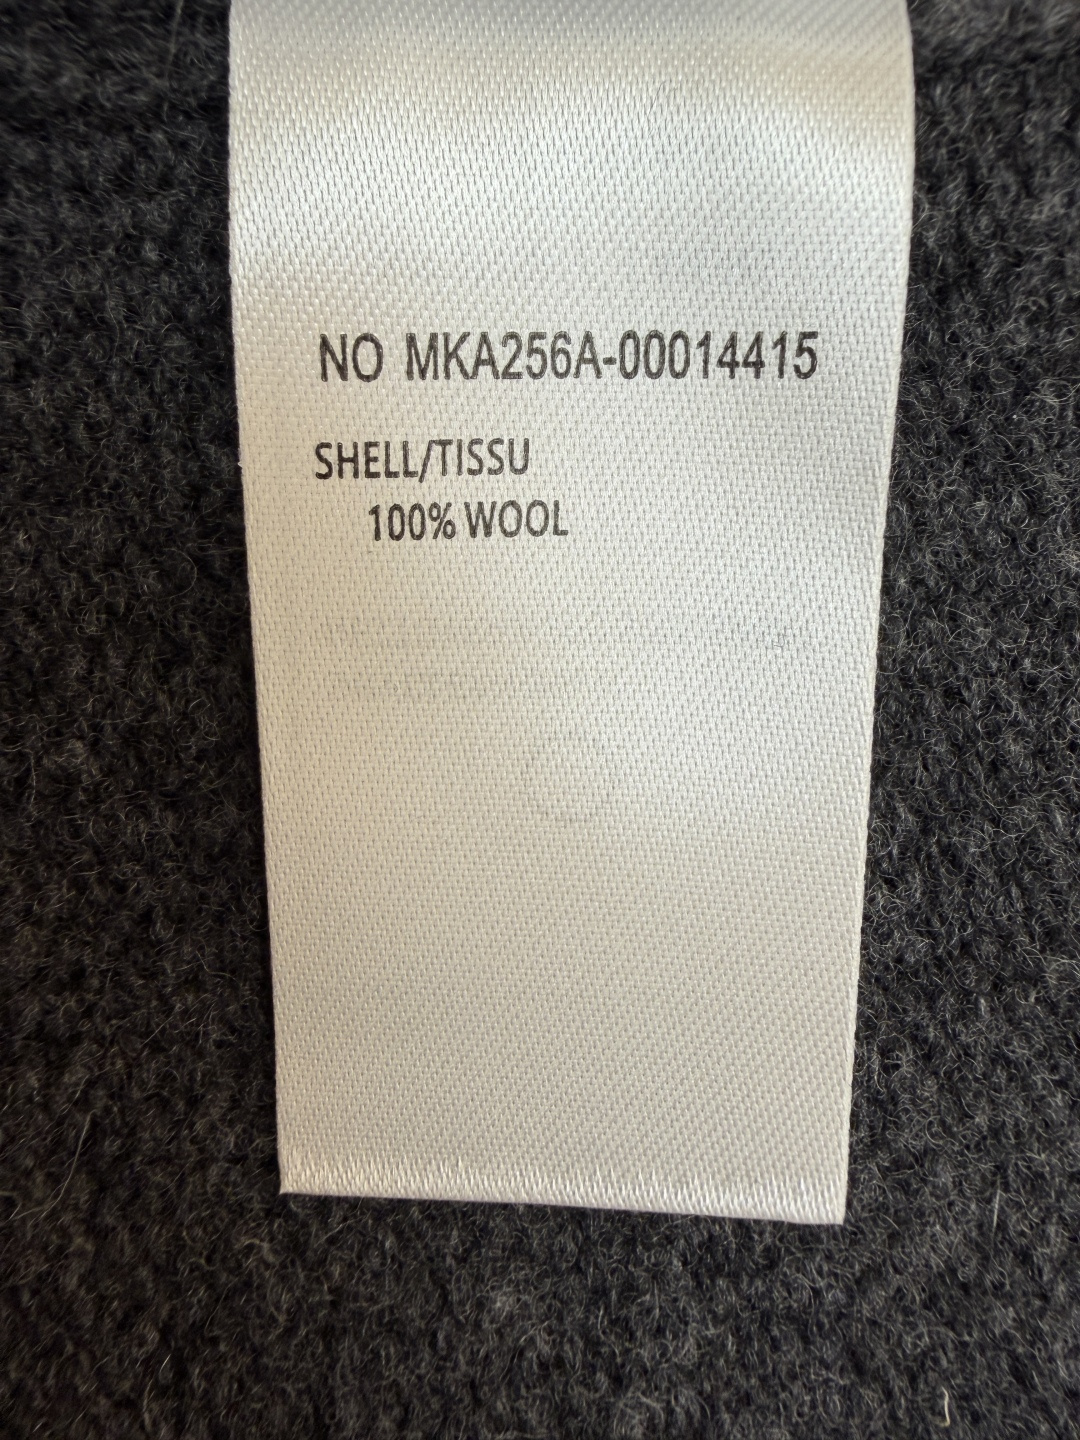 NO MKA256A-00014415
SHELL/TISSU
100% WOOL